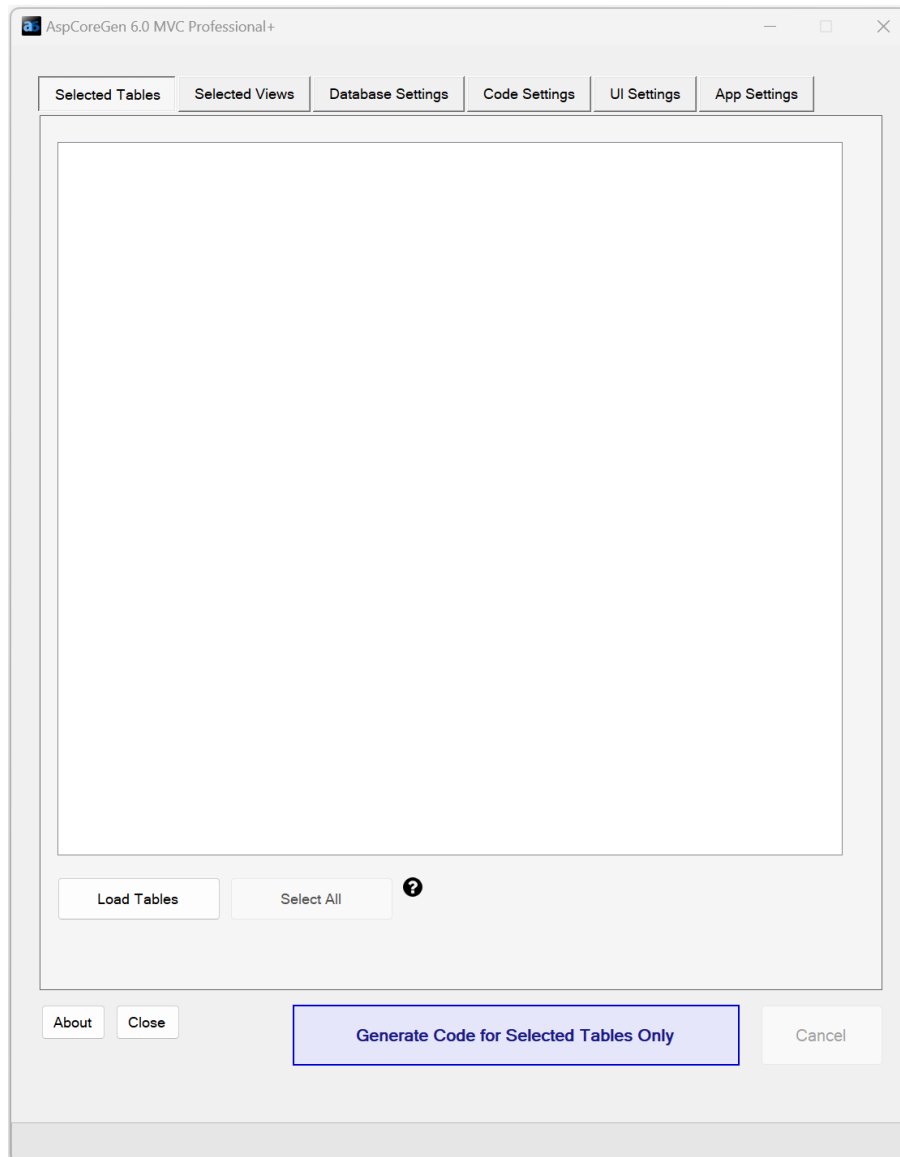 a6 AspCoreGen 6.0 MVC Professional+
Selected Tables Selected Views Database Settings Code Settings UI Settings App Settings
Load Tables Select All ?
About Close Generate Code for Selected Tables Only Cancel